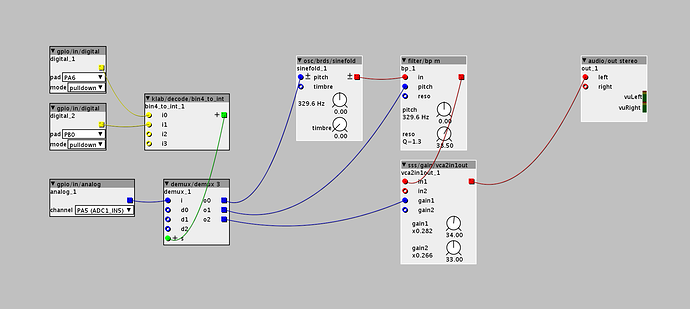 gpio/in/digital
digital_1
pad PA6
mode pulldown
gpio/in/digital
digital_2
pad PB0
mode pulldown
gpio/in/analog
analog_1
channel PA5 (ADC1_IN5)
klab/decode/bin4_to_int
bin4_to_int_1
i0 +
i1
i2
i3
demux/demux 3
demux_1
i o0
d0 o1
d1 o2
d2
± s
osc/brds/sinefold
sinefold_1
± pitch ±
timbre
329.6 Hz
0.00
timbre
0.00
filter/bp m
bp_1
in
pitch
reso
pitch
329.6 Hz
0.00
reso
Q=1.3
33.50
sss/gain/vca2in1out
vca2in1out_1
in1
in2
gain1
gain2
gain1
x0.282
34.00
gain2
x0.266
33.00
audio/out stereo
out_1
left
right
vuLeft
vuRight